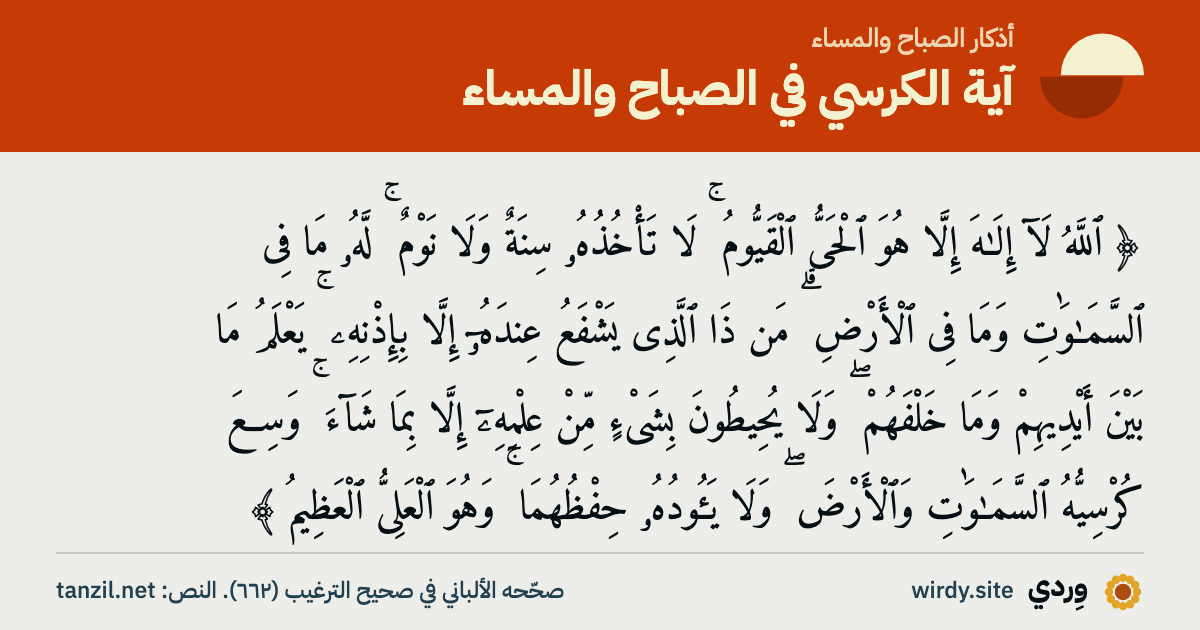 أذكار الصباح والمساء
آية الكرسي في الصباح والمساء
﴿ ٱللَّهُ لَآ إِلَـٰهَ إِلَّا هُوَ ٱلْحَىُّ ٱلْقَيُّومُ ۚ لَا تَأْخُذُهُۥ سِنَةٌ وَلَا نَوْمٌ ۚ لَّهُۥ مَا فِى
ٱلسَّمَـٰوَٰتِ وَمَا فِى ٱلْأَرْضِ ۗ مَن ذَا ٱلَّذِى يَشْفَعُ عِندَهُۥٓ إِلَّا بِإِذْنِهِۦ ۚ يَعْلَمُ مَا
بَيْنَ أَيْدِيهِمْ وَمَا خَلْفَهُمْ ۖ وَلَا يُحِيطُونَ بِشَىْءٍ مِّنْ عِلْمِهِۦٓ إِلَّا بِمَا شَآءَ ۚ وَسِعَ
كُرْسِيُّهُ ٱلسَّمَـٰوَٰتِ وَٱلْأَرْضَ ۖ وَلَا يَـُٔودُهُۥ حِفْظُهُمَا ۚ وَهُوَ ٱلْعَلِىُّ ٱلْعَظِيمُ ﴾
وِردي wirdy.site
صحّحه الألباني في صحيح الترغيب (٦٦٢). النص: tanzil.net